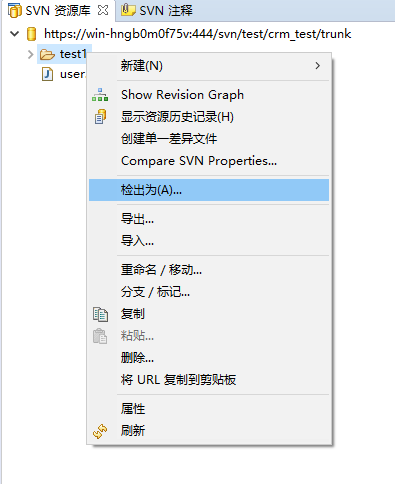 SVN 资源库 SVN 注释
https://win-hngb0m0f75v:444/svn/test/crm_test/trunk
test1
user
新建(N)
Show Revision Graph
显示资源历史记录(H)
创建单一差异文件
Compare SVN Properties...
检出为(A)...
导出...
导入...
重命名 / 移动...
分支 / 标记...
复制
粘贴...
删除...
将 URL 复制到剪贴板
属性
刷新